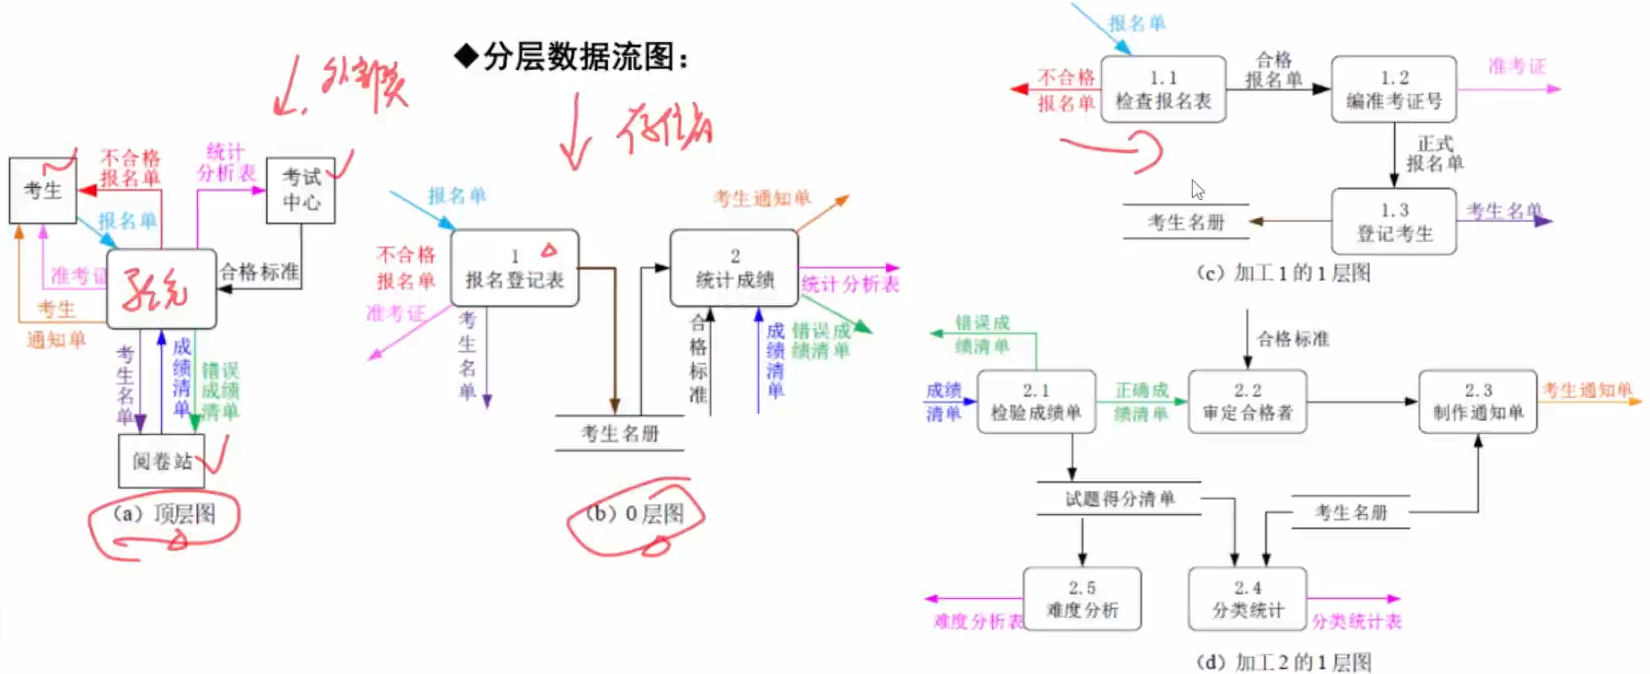 ◆分层数据流图：
外部实
存储
考生
不合格
报名单
统计
分析表
考试
中心
报名单
系统
准考证
合格标准
考生
通知单
考生名单
成绩清单
错误
成绩
清单
阅卷站
（a）顶层图
报名单
不合格
报名单
1
报名登记表
准考证
考生名单
考生通知单
2
统计成绩
统计分析表
合格标准
成绩清单
错误成
绩清单
考生名册
（b）0层图
报名单
不合格
报名单
1.1
检查报名表
合格
报名单
1.2
编准考证号
准考证
正式
报名单
考生名册
1.3
登记考生
考生名单
（c）加工1的1层图
错误成
绩清单
合格标准
成绩
清单
2.1
检验成绩单
正确成
绩清单
2.2
审定合格者
2.3
制作通知单
考生通知单
试题得分清单
考生名册
2.5
难度分析
难度分析表
2.4
分类统计
分类统计表
（d）加工2的1层图